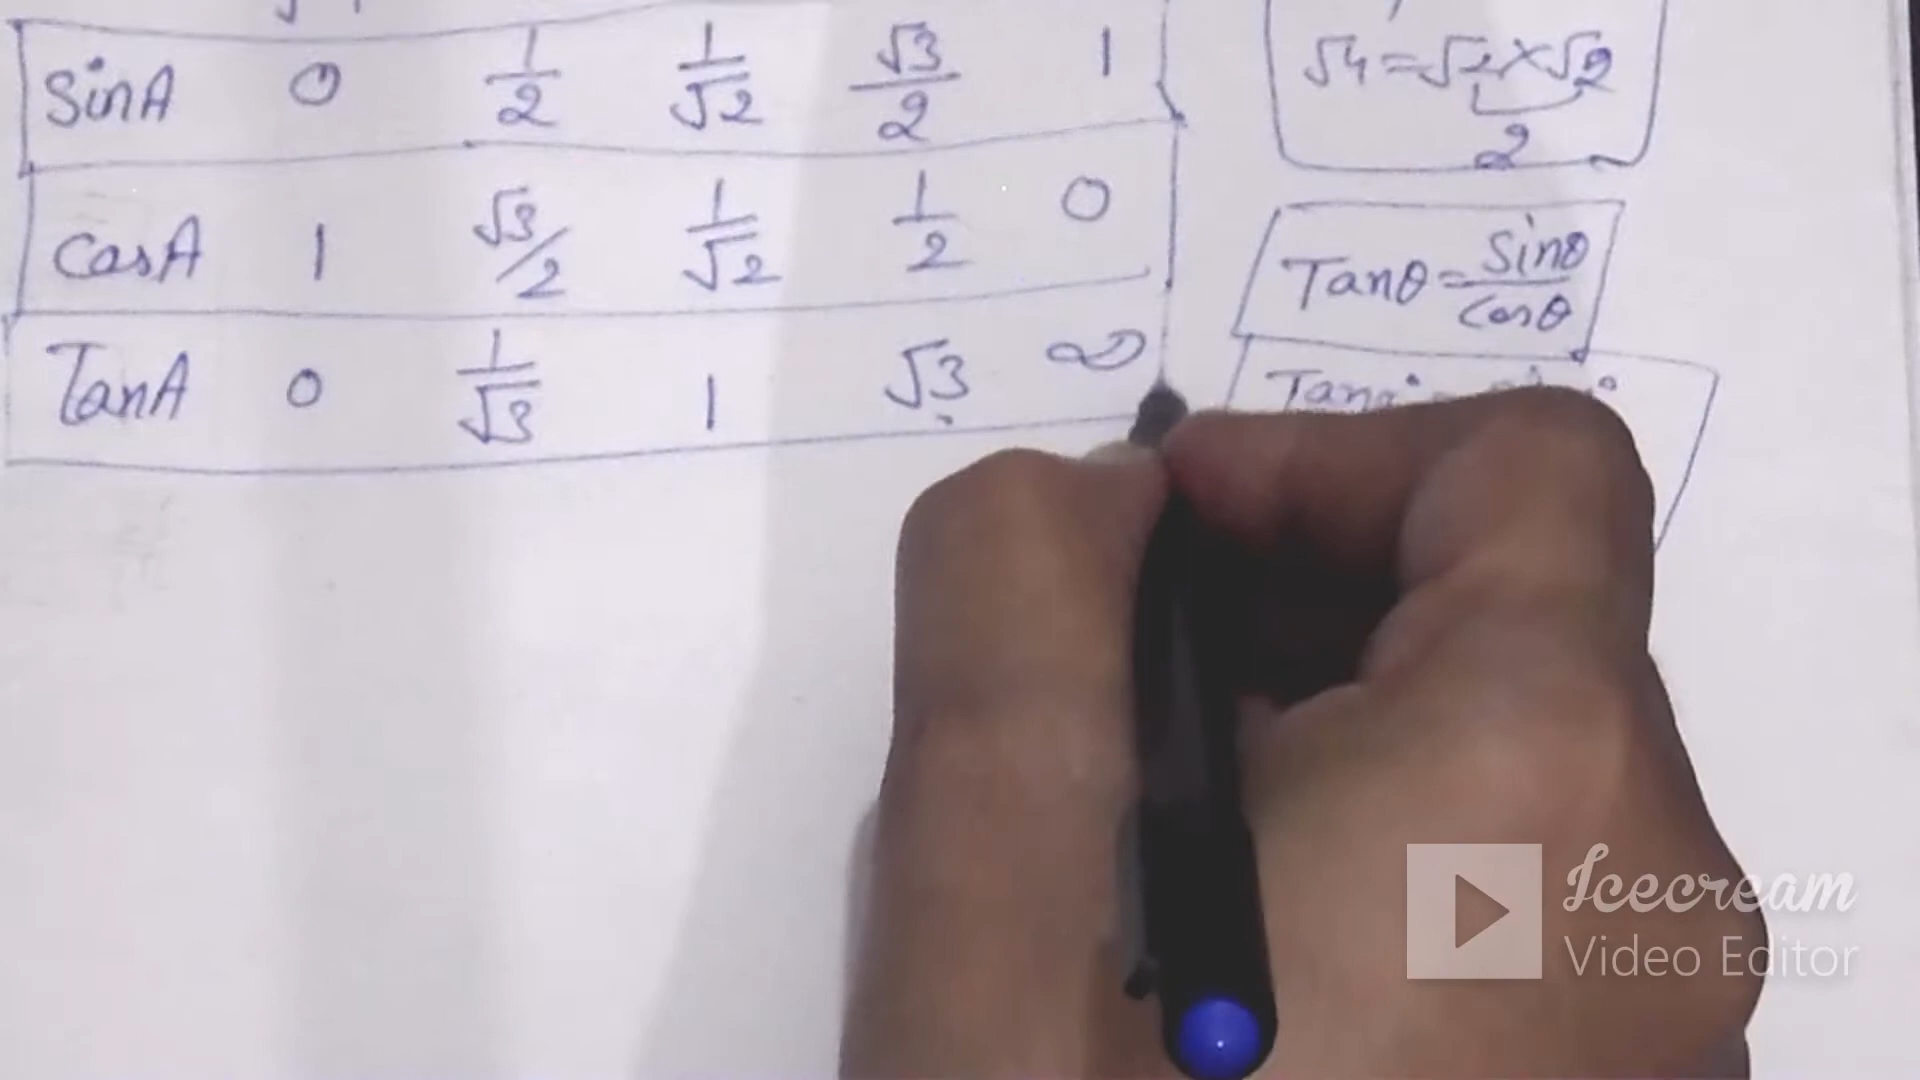 SinA 0 1/2 1/√2 √3/2 1
CosA 1 √3/2 1/√2 1/2 0
TanA 0 1/√3 1 √3 ∞
√4=√2×√2
2
Tanθ=Sinθ/Cosθ
Icecream
Video Editor